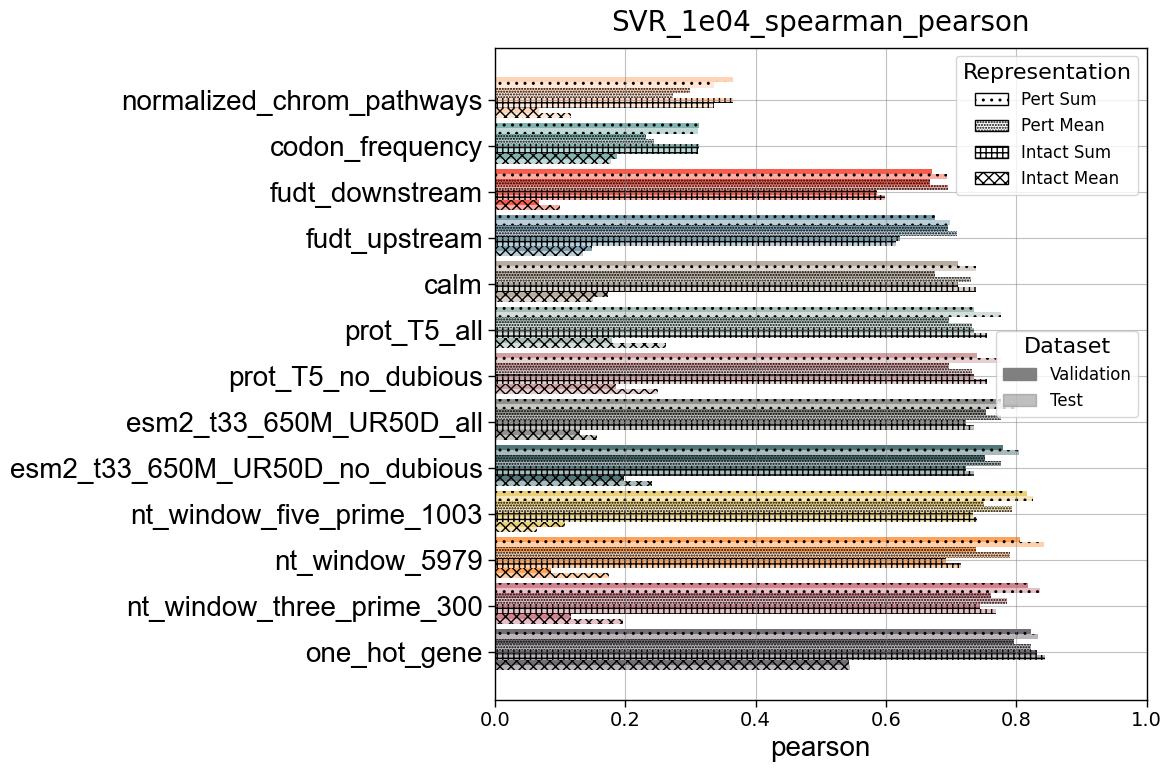 SVR_1e04_spearman_pearson
normalized_chrom_pathways
codon_frequency
fudt_downstream
fudt_upstream
calm
prot_T5_all
prot_T5_no_dubious
esm2_t33_650M_UR50D_all
esm2_t33_650M_UR50D_no_dubious
nt_window_five_prime_1003
nt_window_5979
nt_window_three_prime_300
one_hot_gene
Representation
Pert Sum
Pert Mean
Intact Sum
Intact Mean
Dataset
Validation
Test
0.0 0.2 0.4 0.6 0.8 1.0
pearson